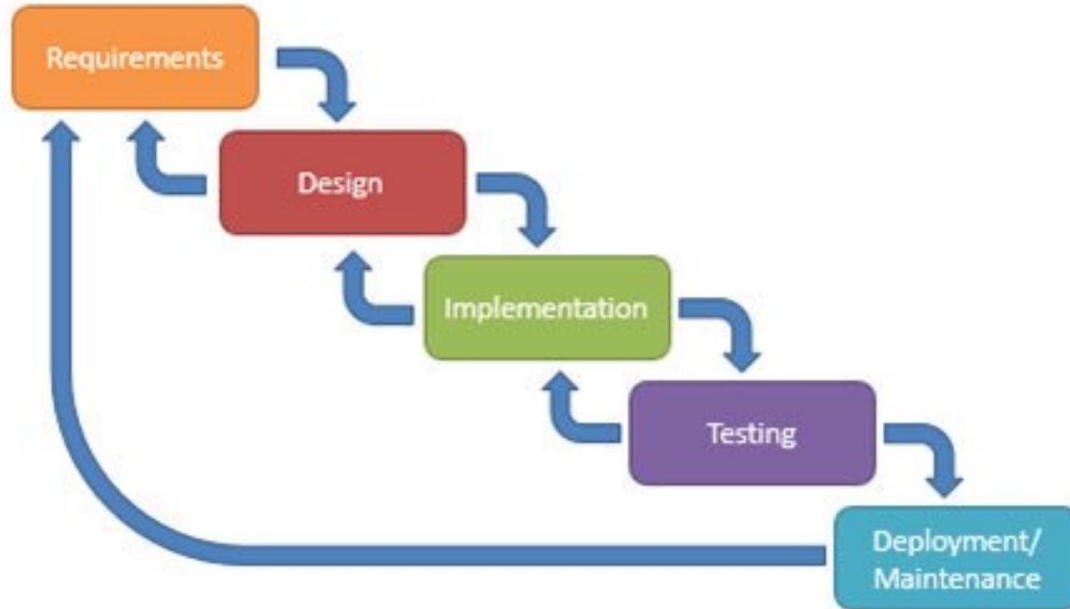 Requirements
Design
Implementation
Testing
Deployment/
Maintenance